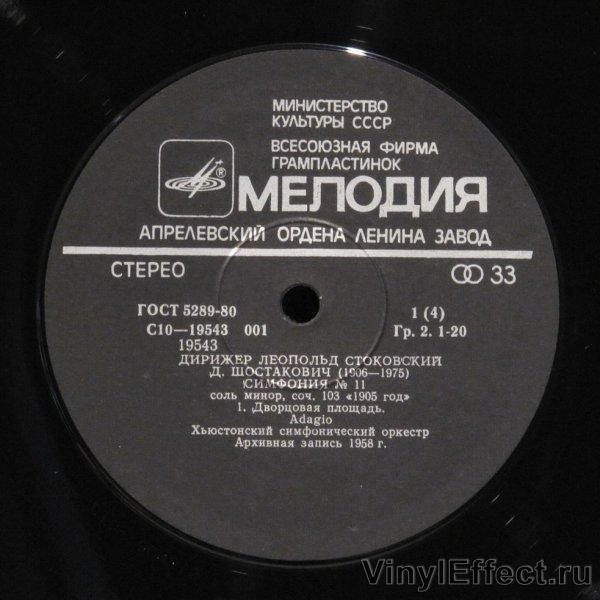 МИНИСТЕРСТВО
КУЛЬТУРЫ СССР
ВСЕСОЮЗНАЯ ФИРМА
ГРАМПЛАСТИНОК
®
МЕЛОДИЯ
АПРЕЛЕВСКИЙ ОРДЕНА ЛЕНИНА ЗАВОД
СТЕРЕО 33
ГОСТ 5289-80 1 (4)
С10—19543 001 Гр. 2. 1-20
19543
ДИРИЖЕР ЛЕОПОЛЬД СТОКОВСКИЙ
Д. ШОСТАКОВИЧ (1906—1975)
СИМФОНИЯ № 11
соль минор, соч. 103 «1905 год»
1. Дворцовая площадь.
Adagio
Хьюстонский симфонический оркестр
Архивная запись 1958 г.
VinylEffect.ru